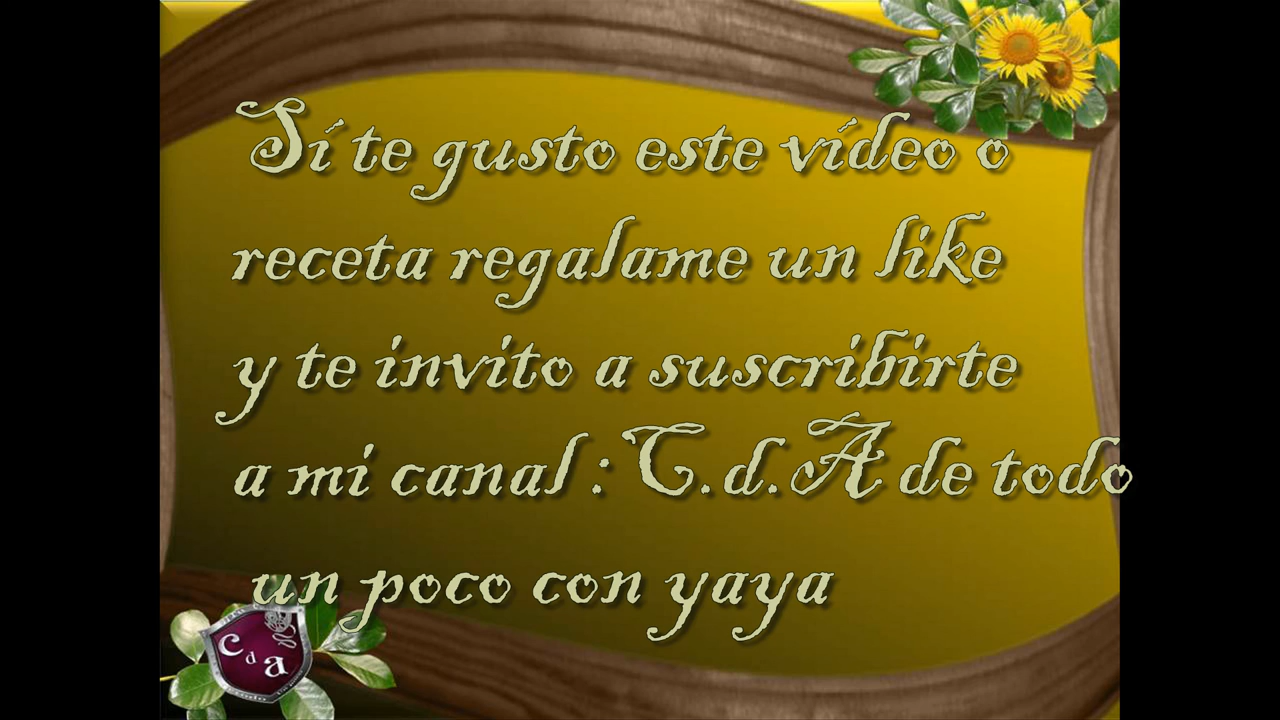 Sí te gusto este vídeo o
receta regalame un like
y te invito a suscribirte
a mi canal :C.d.A de todo
un poco con yaya
C d a